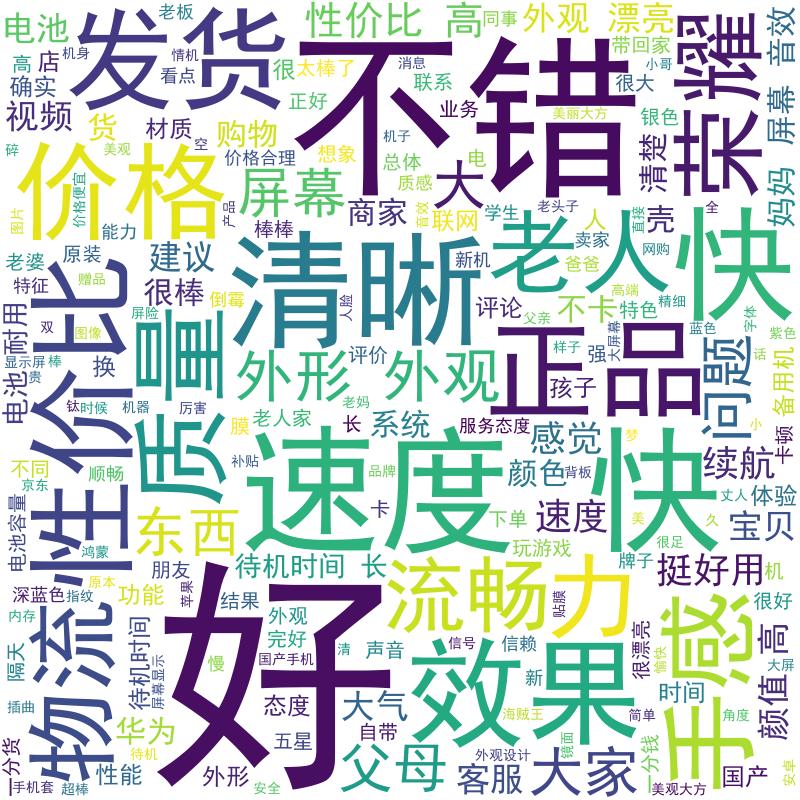 电池
老板
性价比 高
同事
外观 漂亮
音效
高
店
机身
情机
发货
不错
荣耀
很
太棒了
消息
带回家
小哥
确实
看点
正好
联系
很大
屏幕
视频
货
材质
购物
业务
美丽大方
银色
碎
美观
空
价格合理
想象
总体
机子
电
清楚
妈妈
图片
价格便宜
价格
屏幕
大
质感
音效
联网
学生
老头子
直接
人
壳
全
能力
产品
棒棒
商家
卖家
网购
老婆
原装
建议
清晰
新机
老人
快
爸爸
特征
赠品
很棒
倒霉
人脸
评论
不卡
特色
高端
精细
电池 耐用
双
图像
屏险
性价比
质量
父亲
大屏幕
蓝色
字体
紫色
显示屏
棒
贵
换
外形
外观
评价
正品
样子
强
孩子
问题
话
备用机
钛
时候
机器
厉害
老人家
老妈
长
系统
服务态度
感觉
梦
小
卡顿
膜
不同
顺畅
补贴
速度
快
品牌
颜色
背板
续航
京东
电池容量
东西
卡
下单
速度
美
久
丈人
体验
鸿蒙
待机时间 长
玩游戏
牌子
很足
宝贝
深蓝色
指纹
原本
朋友
功能
苹果
结果
好
流畅
力
贴膜
挺好用
机
内存
物流
外观
完好
信号
信赖
很漂亮
愉快
手感
很好
隔天
待机时间
屏幕显示
慢
国产手机
清
声音
效果
新
大屏
插曲
华为
态度
大气
海贼王
镜面
简单
时间
颜值 高
角度
一分货
待机
五星
自带
父母
外观设计
客服
大家
一分钱
国产
安卓
手机套
超棒
性能
外形
安全
美观大方